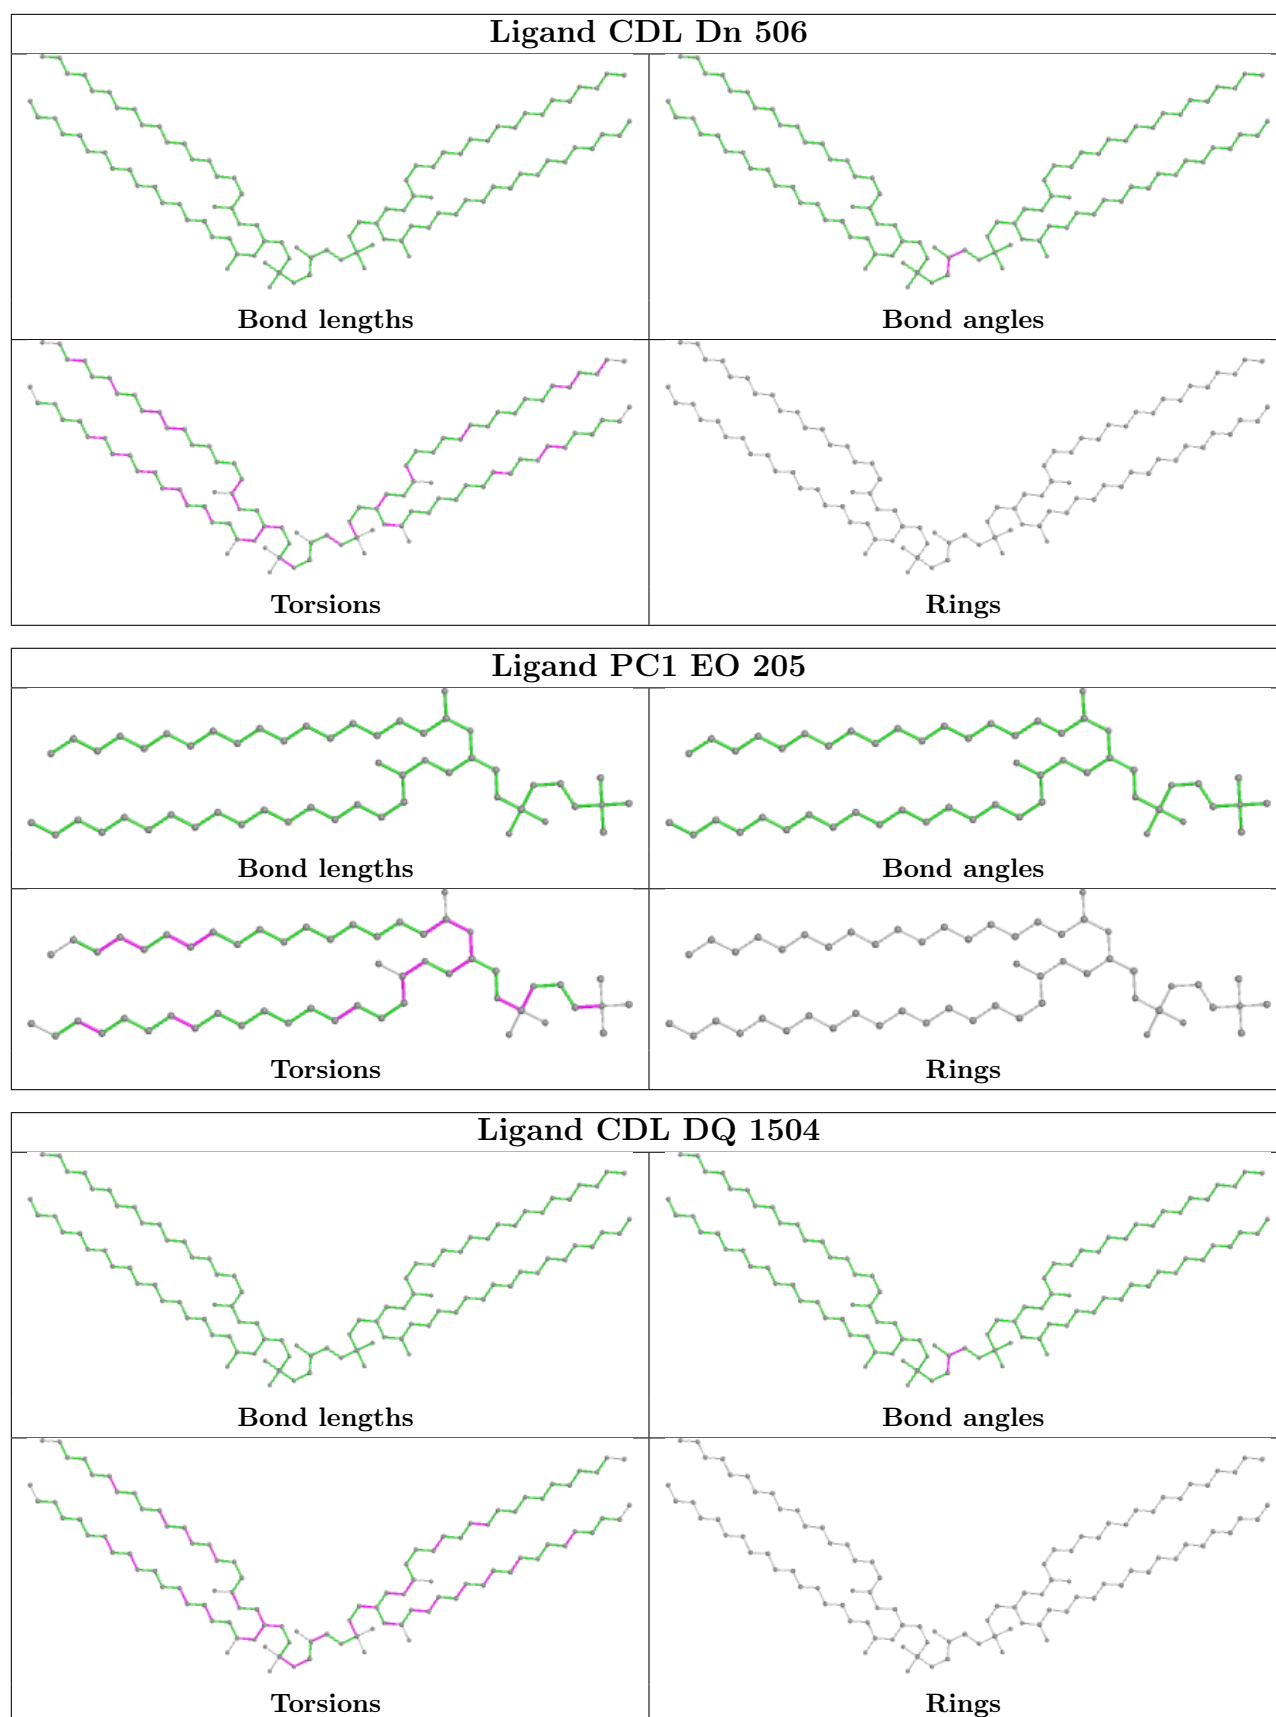 Ligand CDL Dn 506
Bond lengths
Bond angles
Torsions
Rings
Ligand PC1 EO 205
Bond lengths
Bond angles
Torsions
Rings
Ligand CDL DQ 1504
Bond lengths
Bond angles
Torsions
Rings